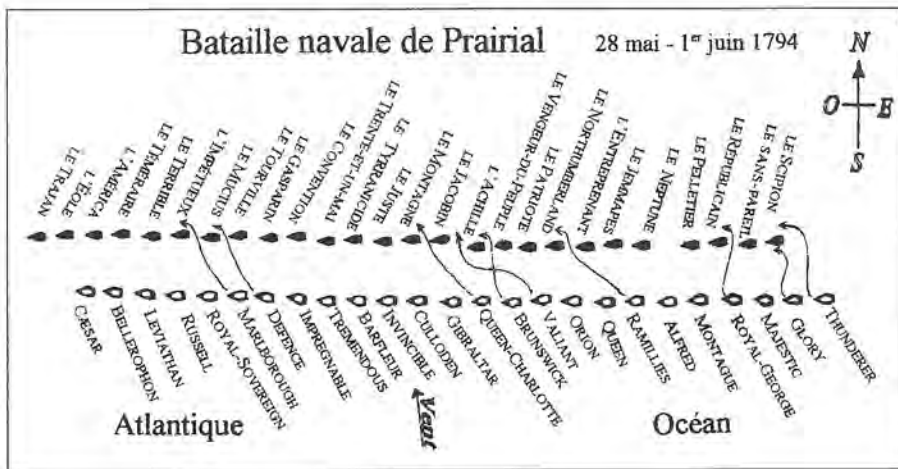 Bataille navale de Prairial
28 mai - 1er juin 1794
N
O E
S
LE TRAJAN
L'ÉOLE
L'AMÉRICA
LE TÉMÉRAIRE
LE TERRIBLE
L'IMPÉTUEUX
LE MUCIUS
LE TOURVILLE
LE GASPARIN
LE CONVENTION
LE TRENTE-ET-UN-MAI
LE TYRANNICIDE
LE JUSTE
LE MONTAGNE
LE JACOBIN
L'ACHILLE
LE VENGEUR-DU-PEUPLE
LE PATRIOTE
LE NORTHUMBERLAND
L'ENTREPRENANT
LE JEMMAPES
LE NEPTUNE
LE PELLETIER
LE RÉPUBLICAIN
LE SANS-PAREIL
LE SCIPION
CÆSAR
BELLEROPHON
LEVIATHAN
RUSSELL
ROYAL-SOVEREIGN
MARLBOROUGH
DEFENCE
IMPREGNABLE
TREMENDOUS
BARFLEUR
INVINCIBLE
CULLODEN
GIBRALTAR
QUEEN-CHARLOTTE
BRUNSWICK
VALLIANT
ORION
QUEEN
RAMILLIES
ALFRED
MONTAGUE
ROYAL-GEORGE
MAJESTIC
GLORY
THUNDERER
Atlantique
Vent
Océan